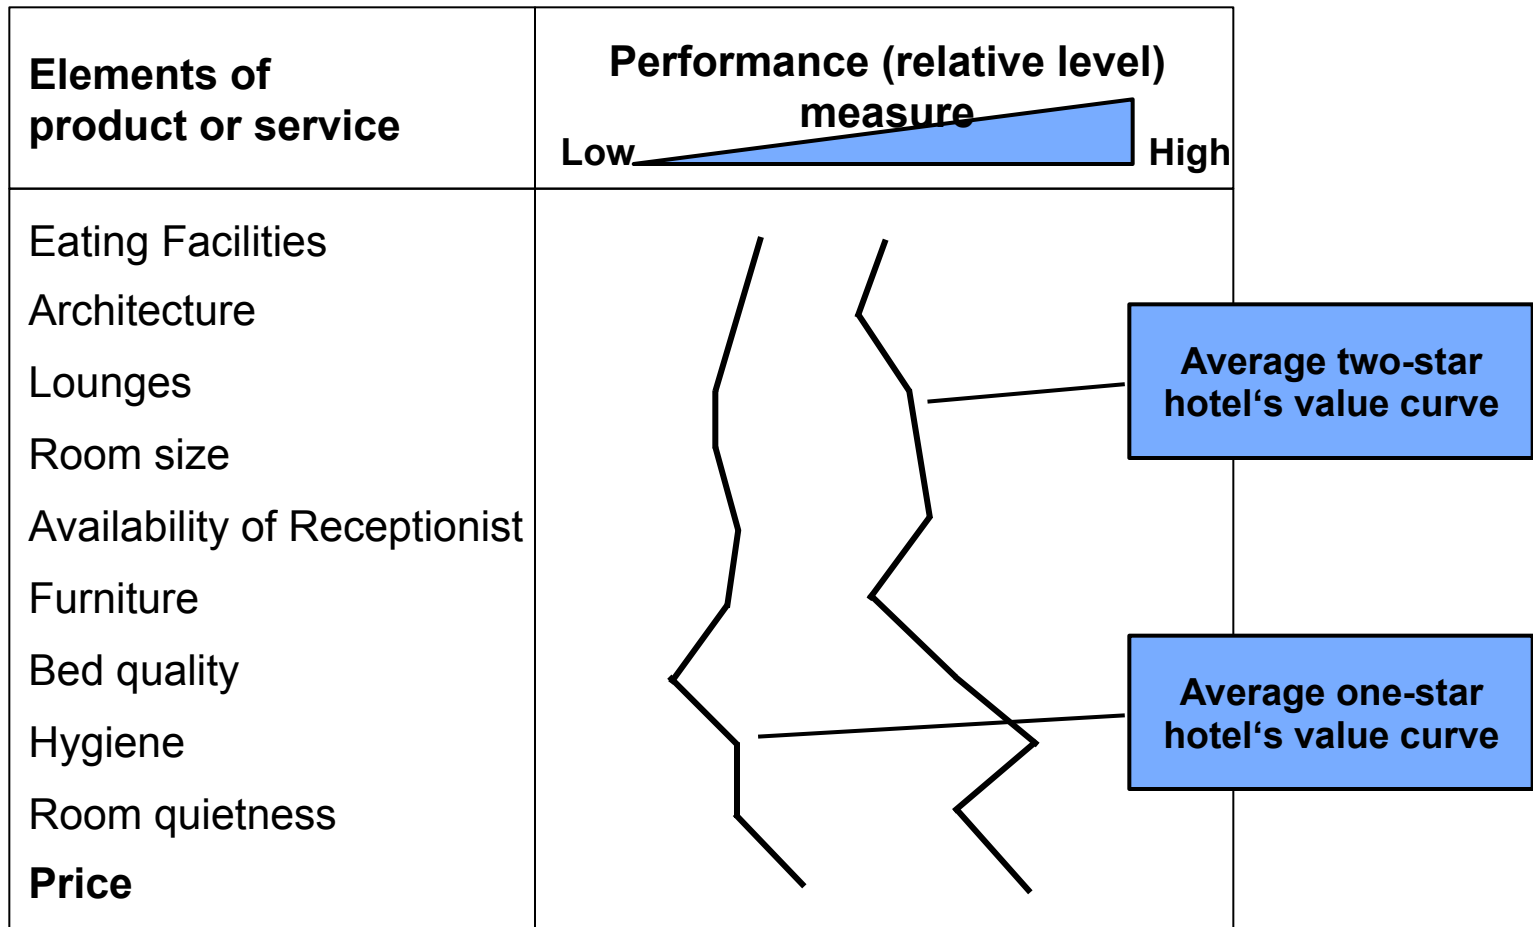 Elements of
product or service
Performance (relative level)
measure
Low
High
Eating Facilities
Architecture
Lounges
Room size
Availability of Receptionist
Furniture
Bed quality
Hygiene
Room quietness
Price
Average two-star
hotel‘s value curve
Average one-star
hotel‘s value curve